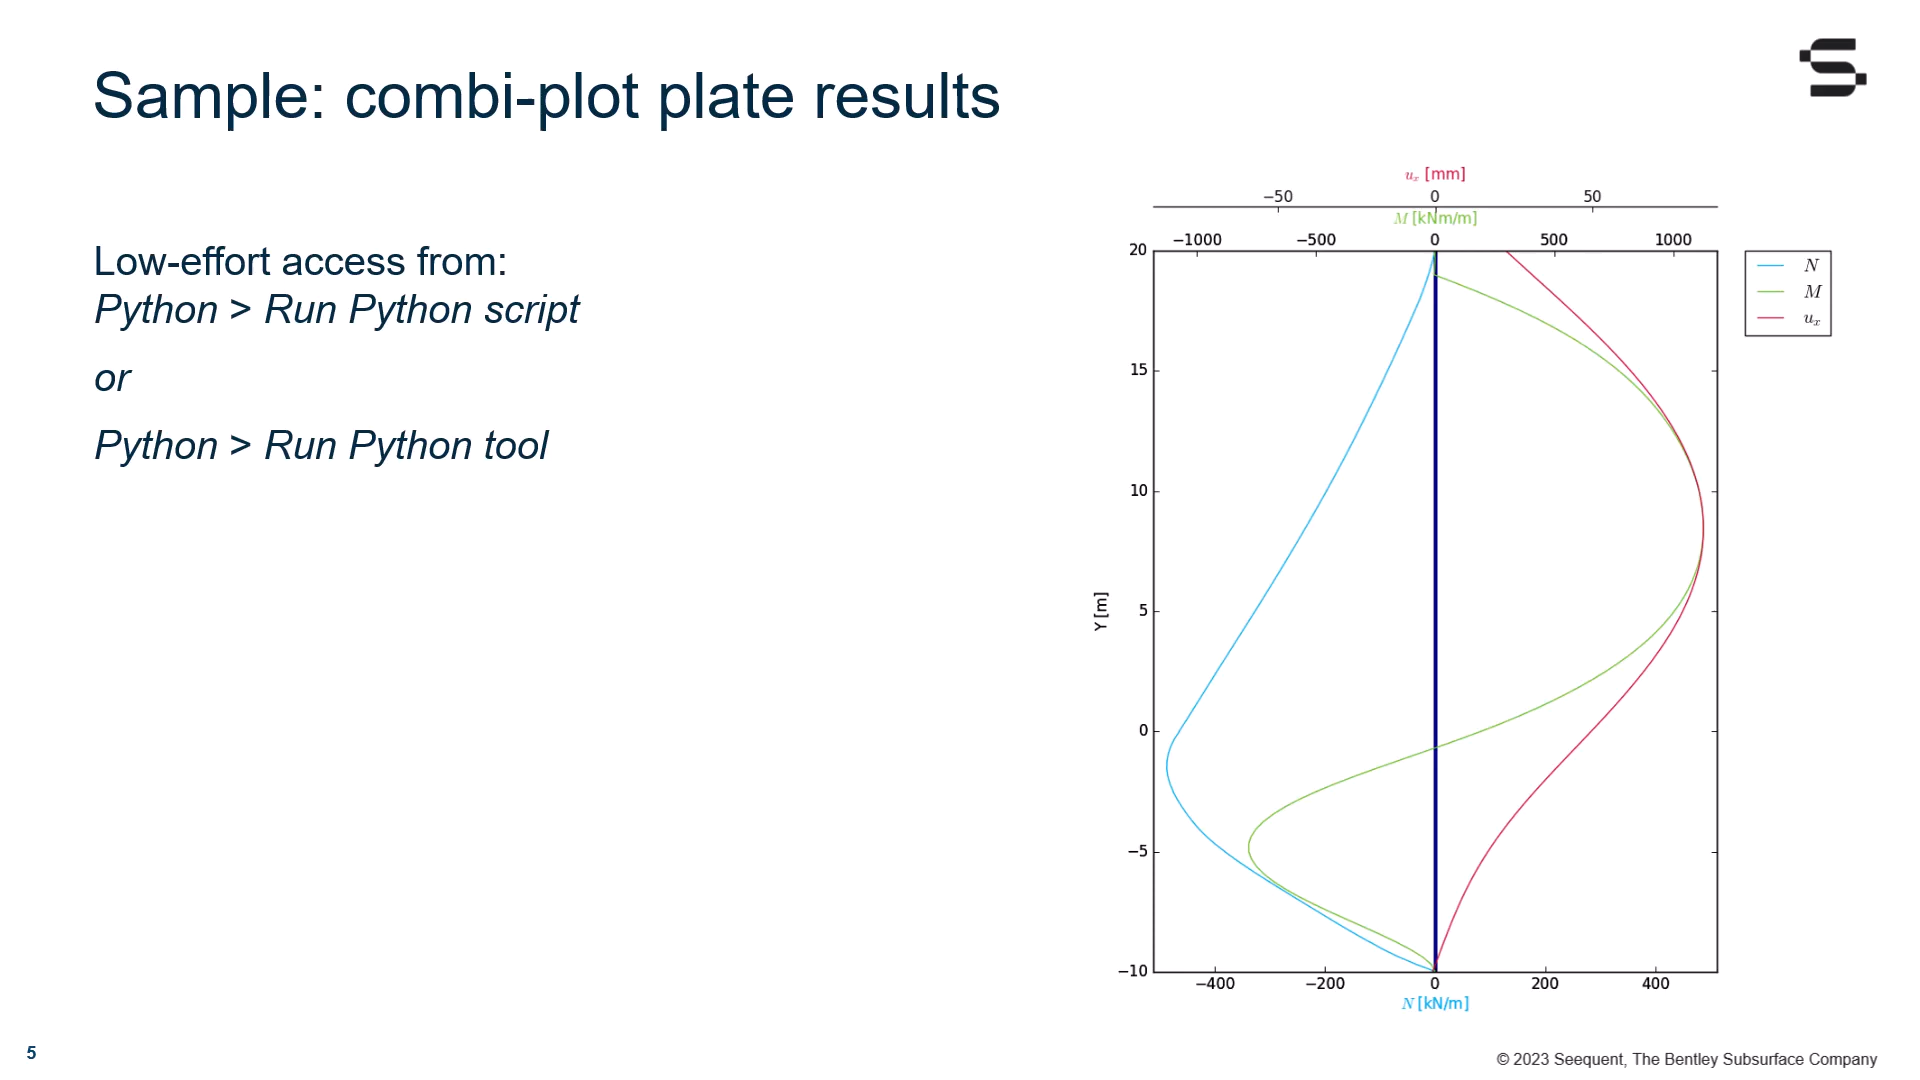 Sample: combi-plot plate results
Low-effort access from:
Python > Run Python script
or
Python > Run Python tool
uₓ [mm]
−50 0 50
M [kNm/m]
−1000 −500 0 500 1000
20
15
10
5
0
−5
−10
Y [m]
−400 −200 0 200 400
N [kN/m]
N
M
uₓ
5
© 2023 Seequent, The Bentley Subsurface Company